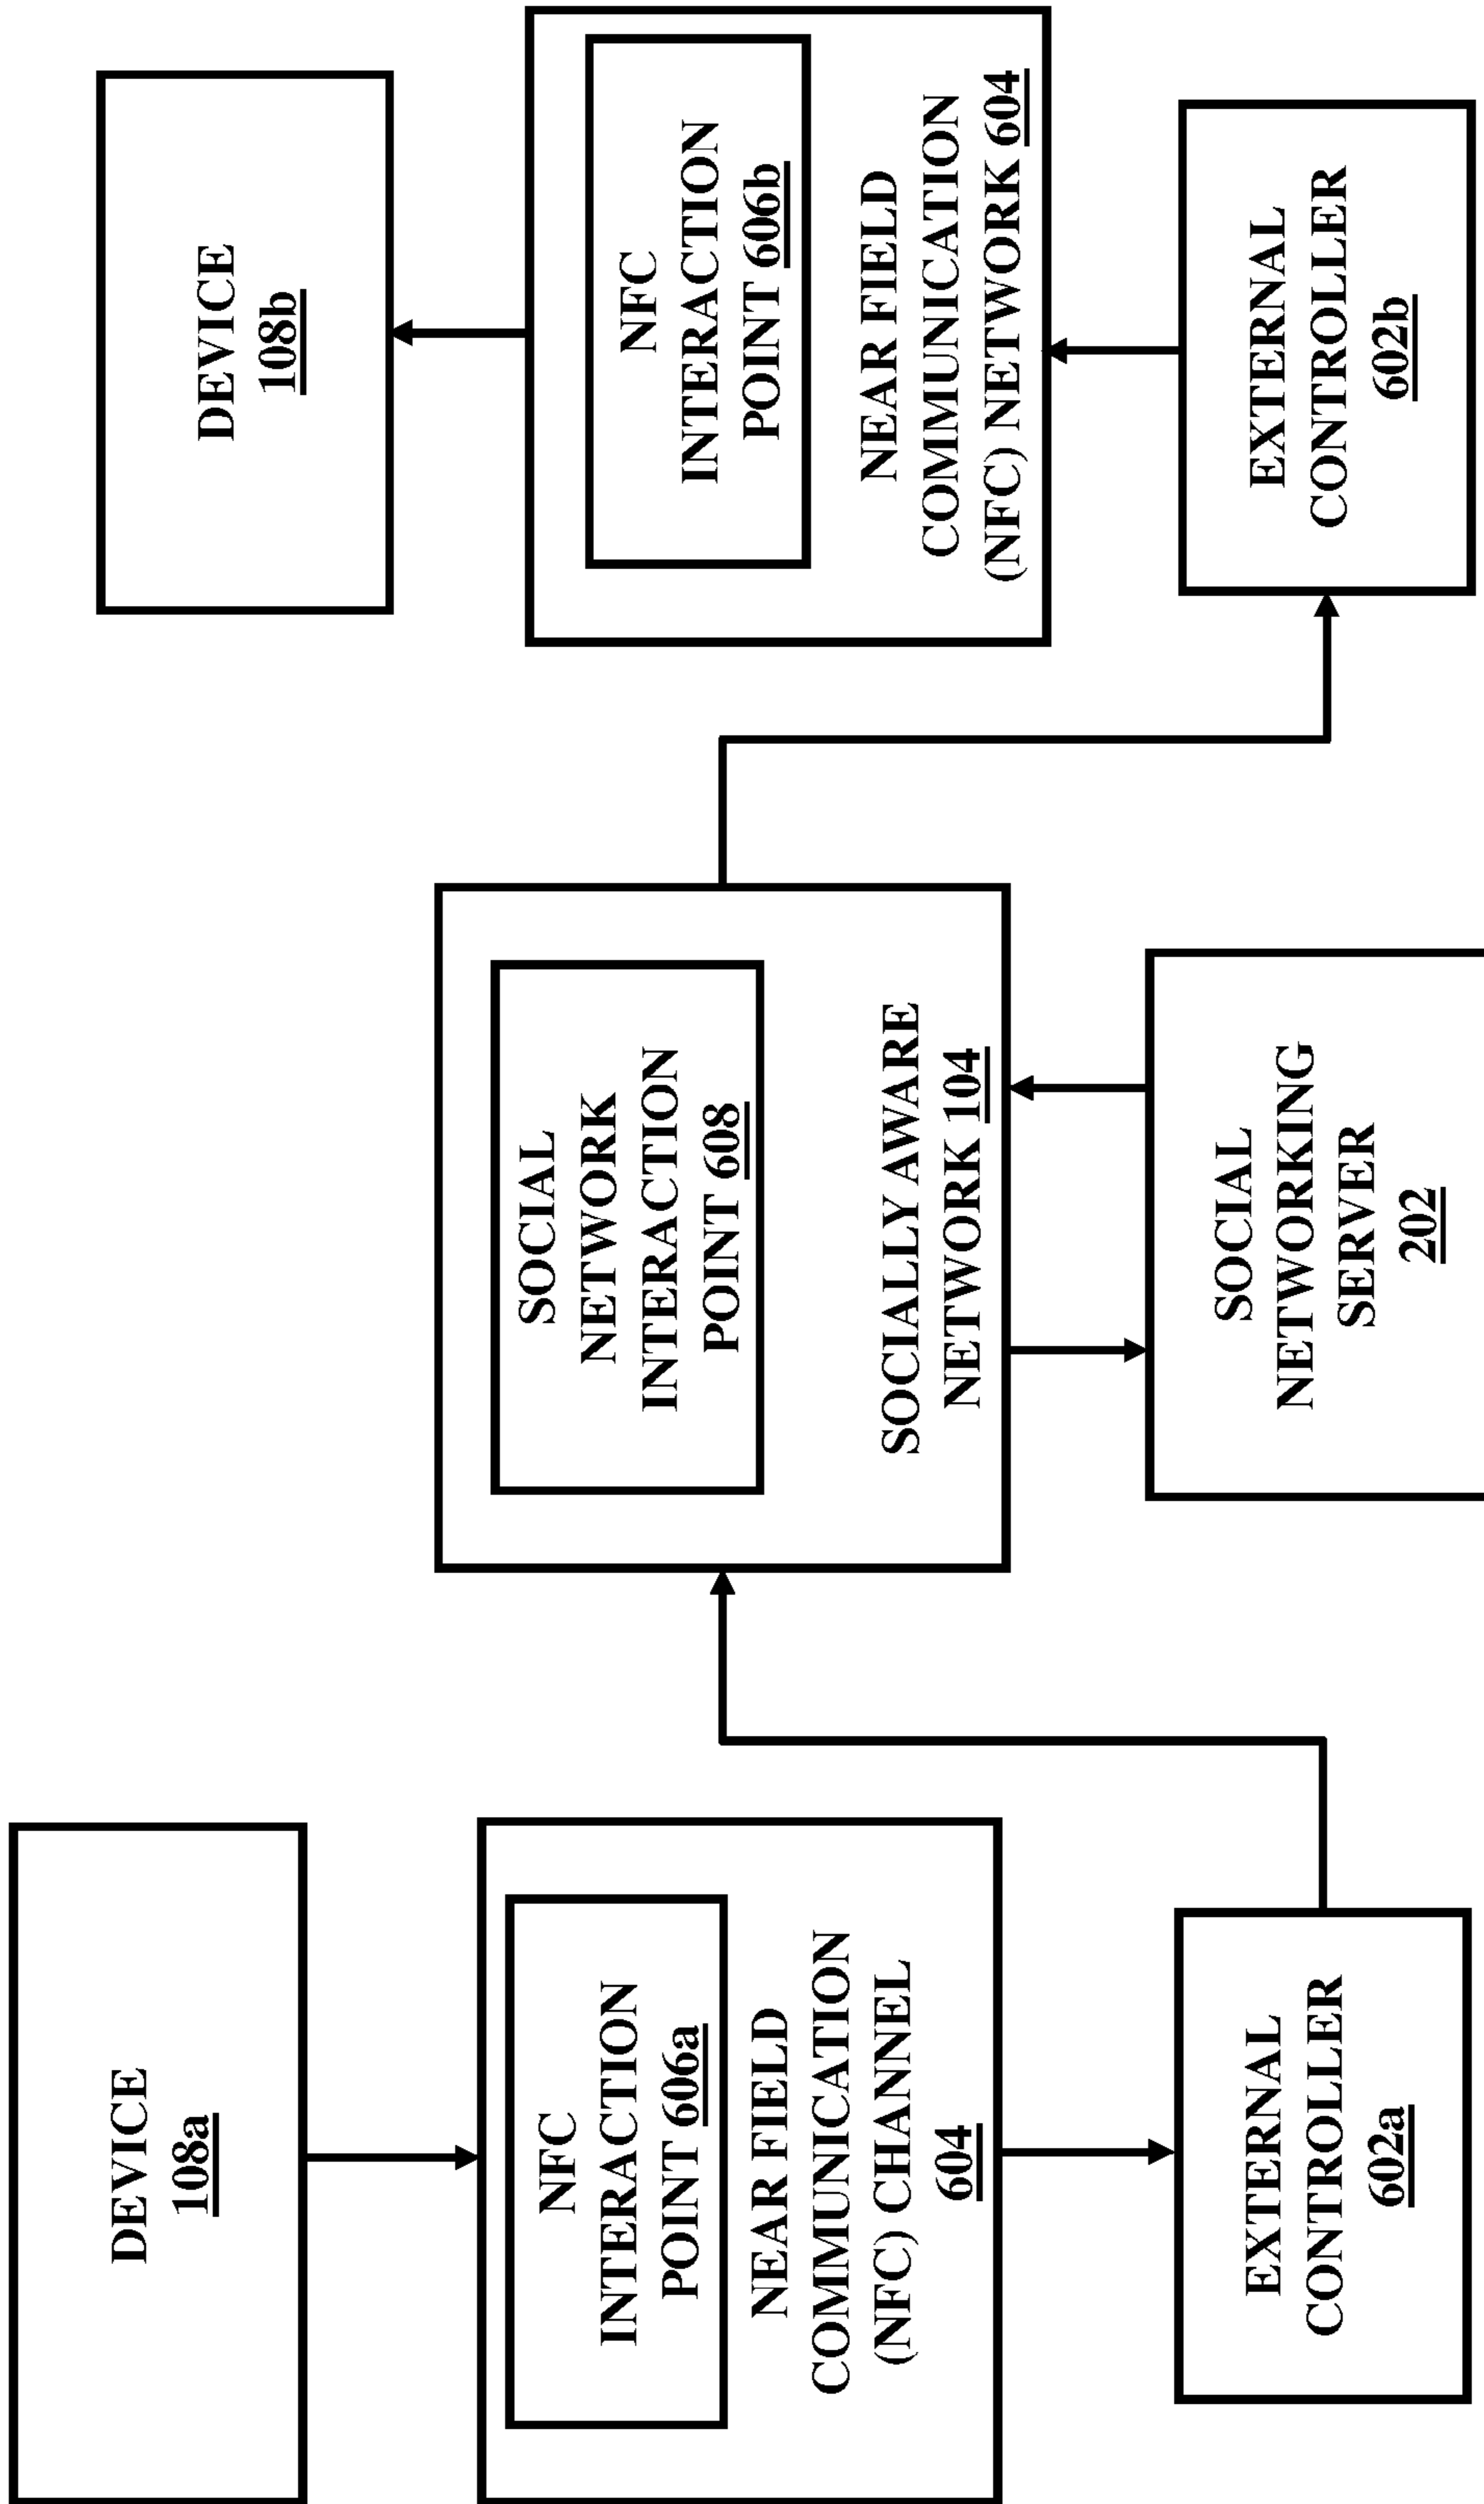 DEVICE
108a
NFC
INTERACTION
POINT 606a
NEAR FIELD
COMMUNICATION
(NFC) CHANNEL
604
EXTERNAL
CONTROLLER
602a
SOCIAL
NETWORK
INTERACTION
POINT 608
SOCIALLY AWARE
NETWORK 104
SOCIAL
NETWORKING
SERVER
202
DEVICE
108b
NFC
INTERACTION
POINT 606b
NEAR FIELD
COMMUNICATION
(NFC) NETWORK 604
EXTERNAL
CONTROLLER
602b